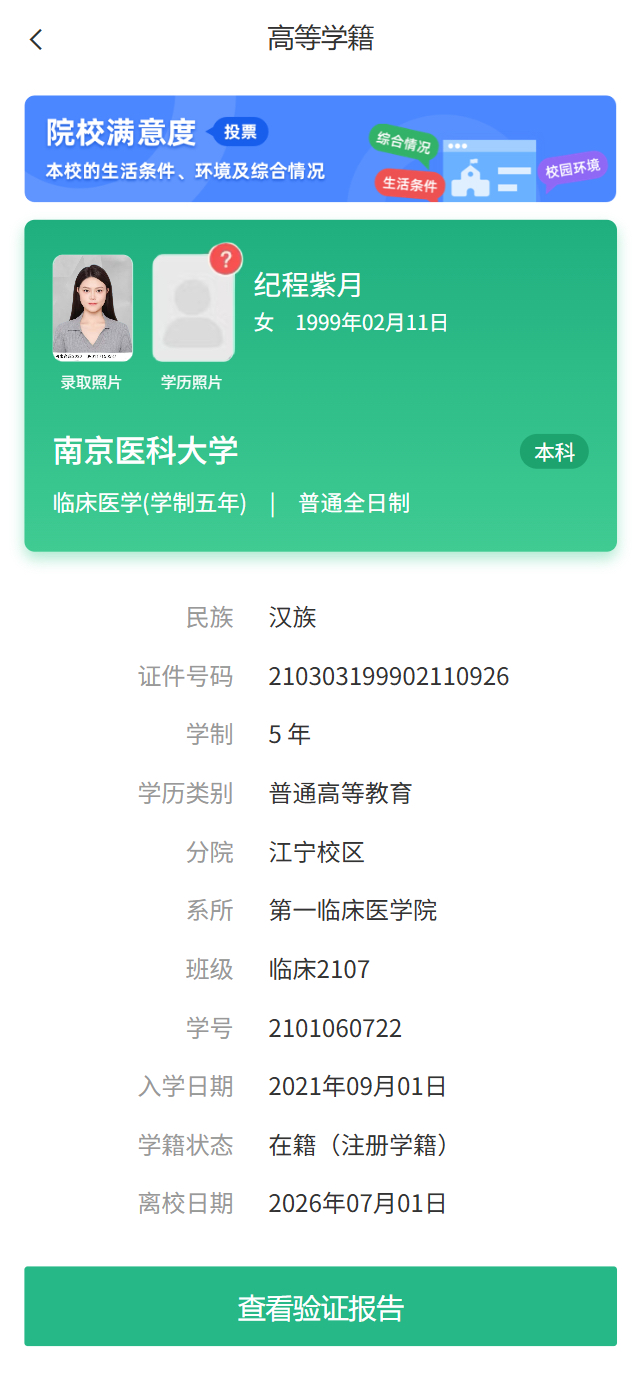 高等学籍
院校满意度 投票
本校的生活条件、环境及综合情况
综合情况
生活条件
校园环境
?
纪程紫月
女 1999年02月11日
录取照片 学历照片
南京医科大学 本科
临床医学(学制五年) | 普通全日制
民族 汉族
证件号码 210303199902110926
学制 5 年
学历类别 普通高等教育
分院 江宁校区
系所 第一临床医学院
班级 临床2107
学号 2101060722
入学日期 2021年09月01日
学籍状态 在籍（注册学籍）
离校日期 2026年07月01日
查看验证报告